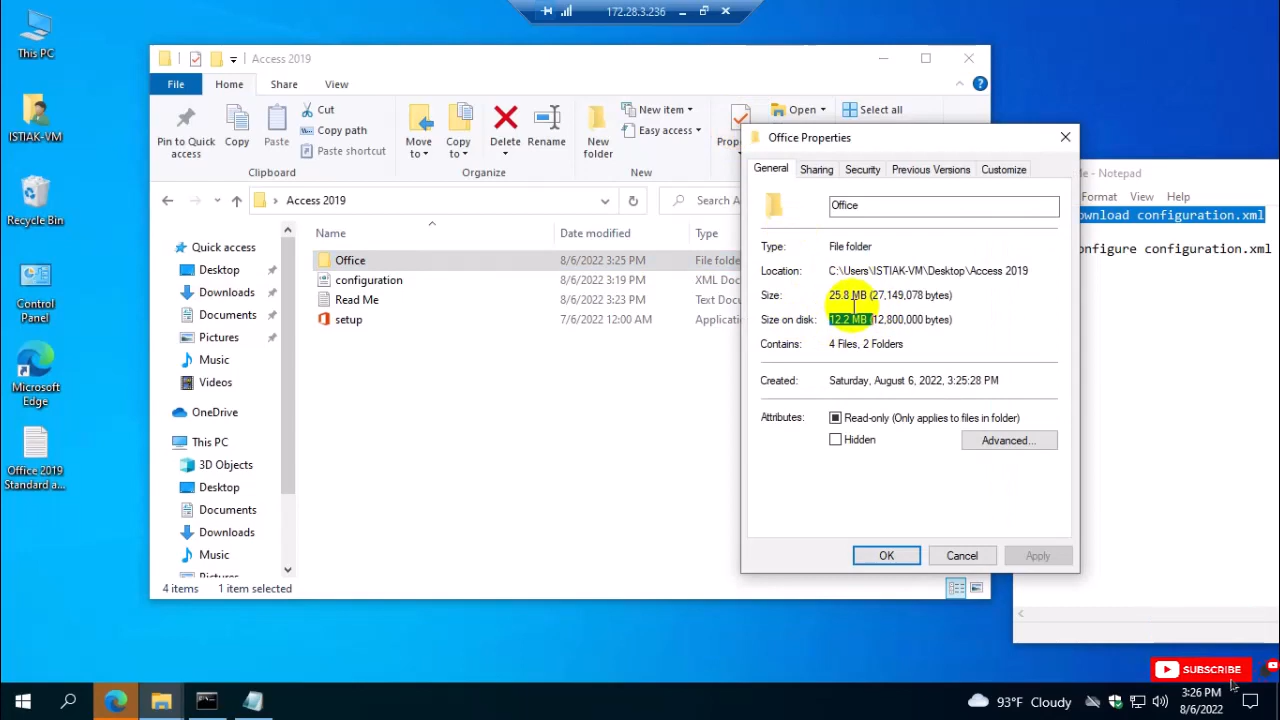 172.28.3.236
This PC
ISTIAK-VM
Recycle Bin
Control
Panel
Microsoft
Edge
Office 2019
Standard a...
Access 2019
File
Home
Share
View
Pin to Quick
access
Copy
Paste
Cut
Copy path
Paste shortcut
Clipboard
Move
to
Copy
to
Delete
Rename
Organize
New
folder
New item
Easy access
New
Prop
Open
Select all
Access 2019
Search A
Name
Date modified
Type
Office
8/6/2022 3:25 PM
File folde
configuration
8/6/2022 3:19 PM
XML Doc
Read Me
8/6/2022 3:23 PM
Text Docu
setup
7/6/2022 12:00 AM
Applicati
Quick access
Desktop
Downloads
Documents
Music
Videos
OneDrive
This PC
3D Objects
Desktop
Documents
Downloads
Music
4 items
1 item selected
Office Properties
General
Sharing
Security
Previous Versions
Customize
Office
Type:
File folder
Location:
C:\Users\ISTIAK-VM\Desktop\Access 2019
Size:
25.8 MB (27,149,078 bytes)
Size on disk:
12.2 MB (12,800,000 bytes)
Contains:
4 Files, 2 Folders
Created:
Saturday, August 6, 2022, 3:25:28 PM
Attributes:
Read-only (Only applies to files in folder)
Hidden
Advanced...
OK
Cancel
Apply
e - Notepad
Format
View
Help
ownload configuration.xml
onfigure configuration.xml
SUBSCRIBE
93°F Cloudy
3:26 PM
8/6/2022